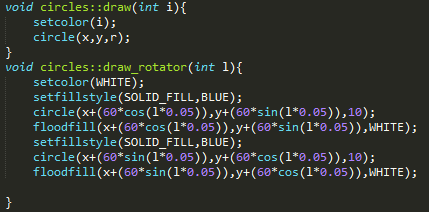 void circles::draw(int i){
setcolor(i);
circle(x,y,r);
}
void circles::draw_rotator(int l){
setcolor(WHITE);
setfillstyle(SOLID_FILL,BLUE);
circle(x+(60*cos(l*0.05)),y+(60*sin(l*0.05)),10);
floodfill(x+(60*cos(l*0.05)),y+(60*sin(l*0.05)),WHITE);
setfillstyle(SOLID_FILL,BLUE);
circle(x+(60*sin(l*0.05)),y+(60*cos(l*0.05)),10);
floodfill(x+(60*sin(l*0.05)),y+(60*cos(l*0.05)),WHITE);
}